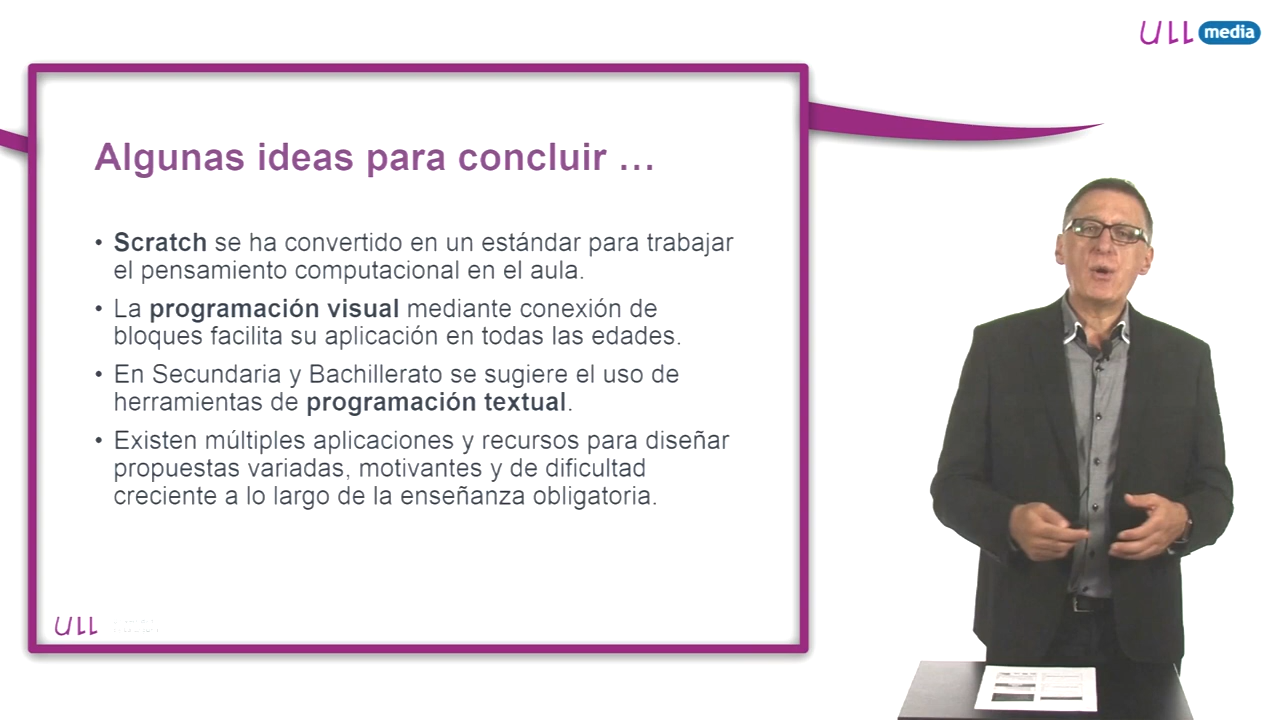 ULL media
Algunas ideas para concluir …
• Scratch se ha convertido en un estándar para trabajar
el pensamiento computacional en el aula.
• La programación visual mediante conexión de
bloques facilita su aplicación en todas las edades.
• En Secundaria y Bachillerato se sugiere el uso de
herramientas de programación textual.
• Existen múltiples aplicaciones y recursos para diseñar
propuestas variadas, motivantes y de dificultad
creciente a lo largo de la enseñanza obligatoria.
ULL